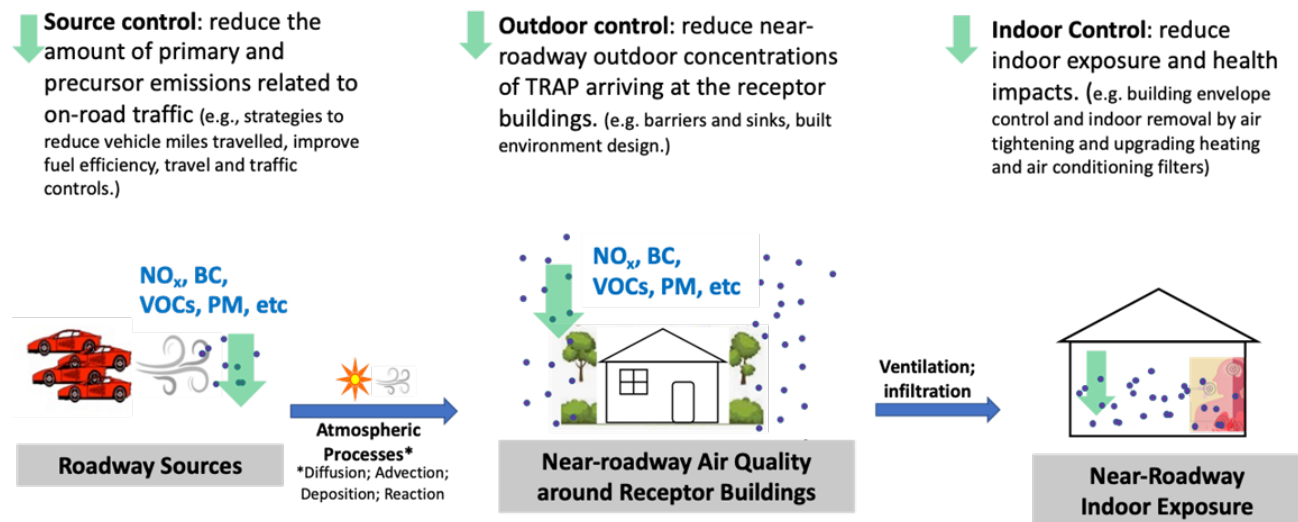 Source control: reduce the
amount of primary and
precursor emissions related to
on-road traffic (e.g., strategies to
reduce vehicle miles travelled, improve
fuel efficiency, travel and traffic
controls.)
Outdoor control: reduce near-
roadway outdoor concentrations
of TRAP arriving at the receptor
buildings. (e.g. barriers and sinks, built
environment design.)
Indoor Control: reduce
indoor exposure and health
impacts. (e.g. building envelope
control and indoor removal by air
tightening and upgrading heating
and air conditioning filters)
NOx, BC,
VOCs, PM, etc
NOx, BC,
VOCs, PM, etc
Atmospheric
Processes*
*Diffusion; Advection;
Deposition; Reaction
Ventilation;
infiltration
Roadway Sources
Near-roadway Air Quality
around Receptor Buildings
Near-Roadway
Indoor Exposure